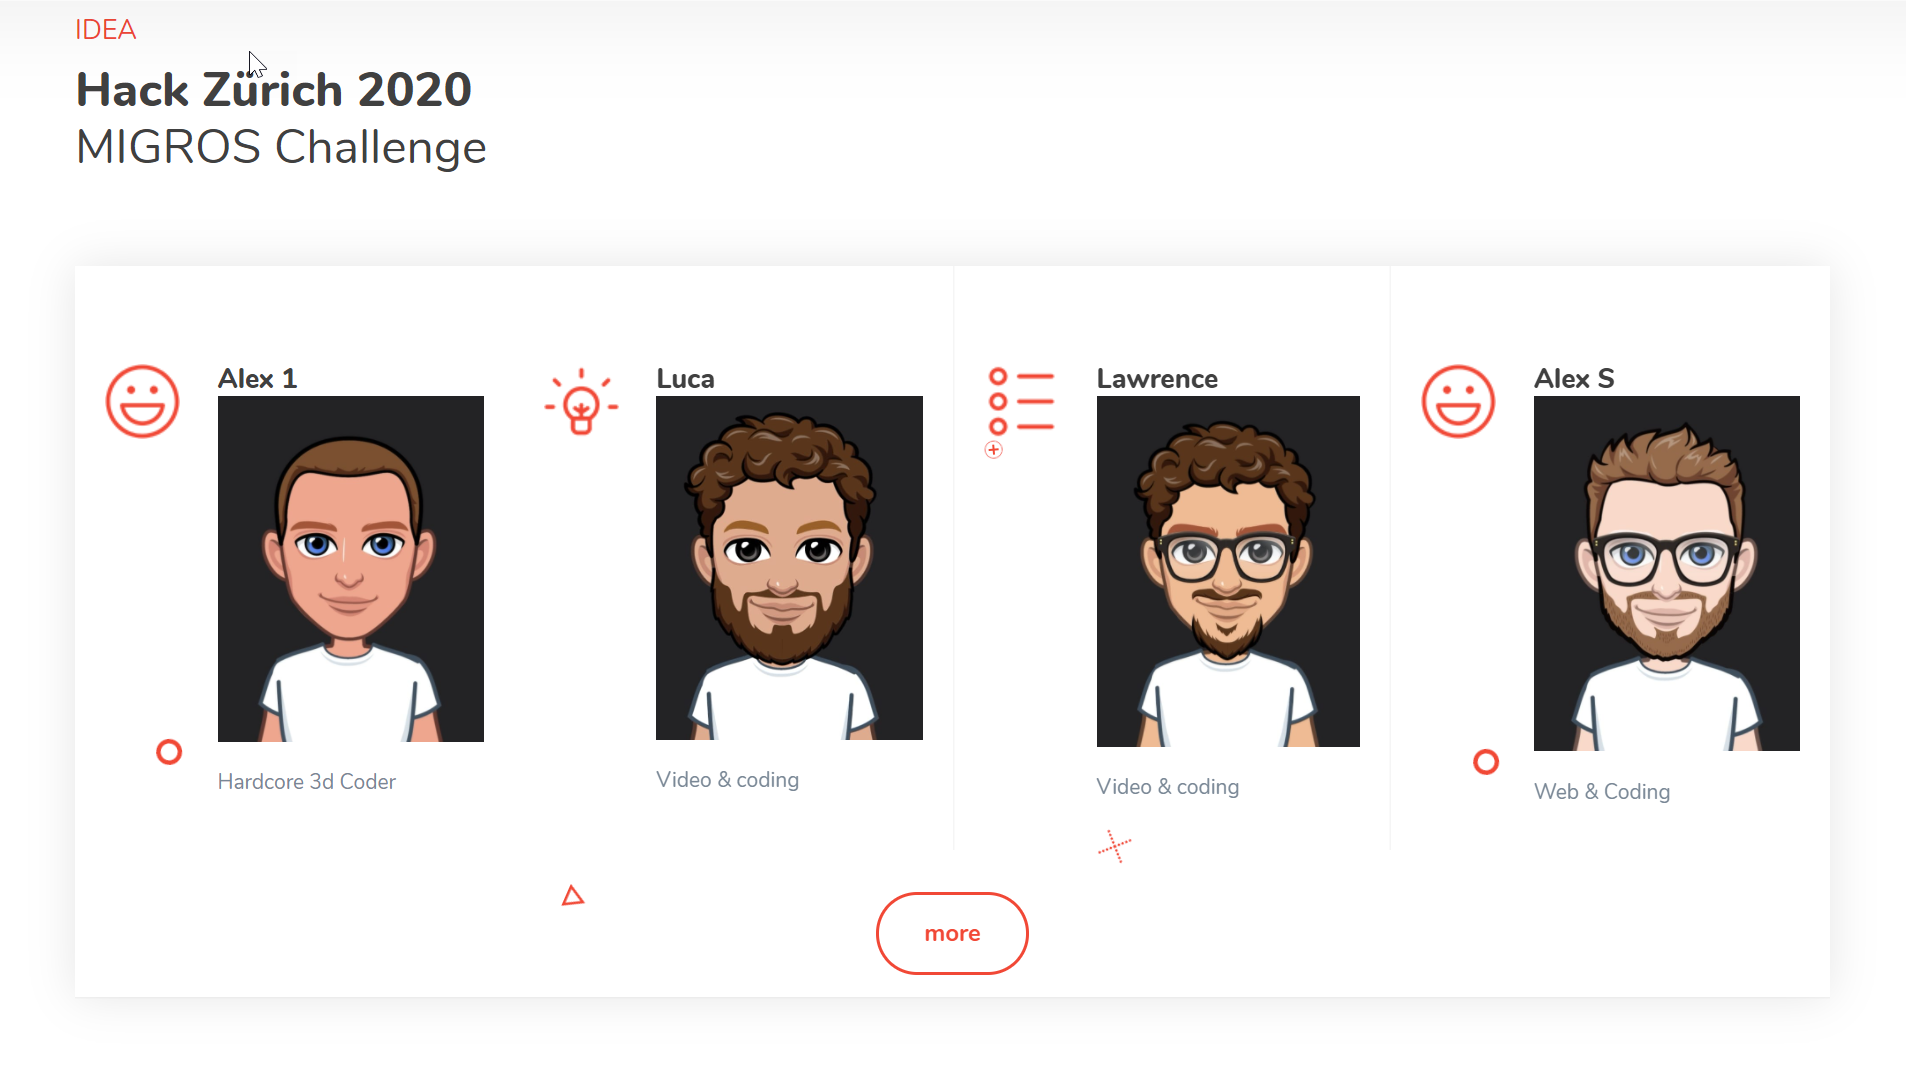 IDEA
Hack Zürich 2020
MIGROS Challenge
Alex 1
Hardcore 3d Coder
Luca
Video & coding
Lawrence
Video & coding
Alex S
Web & Coding
more